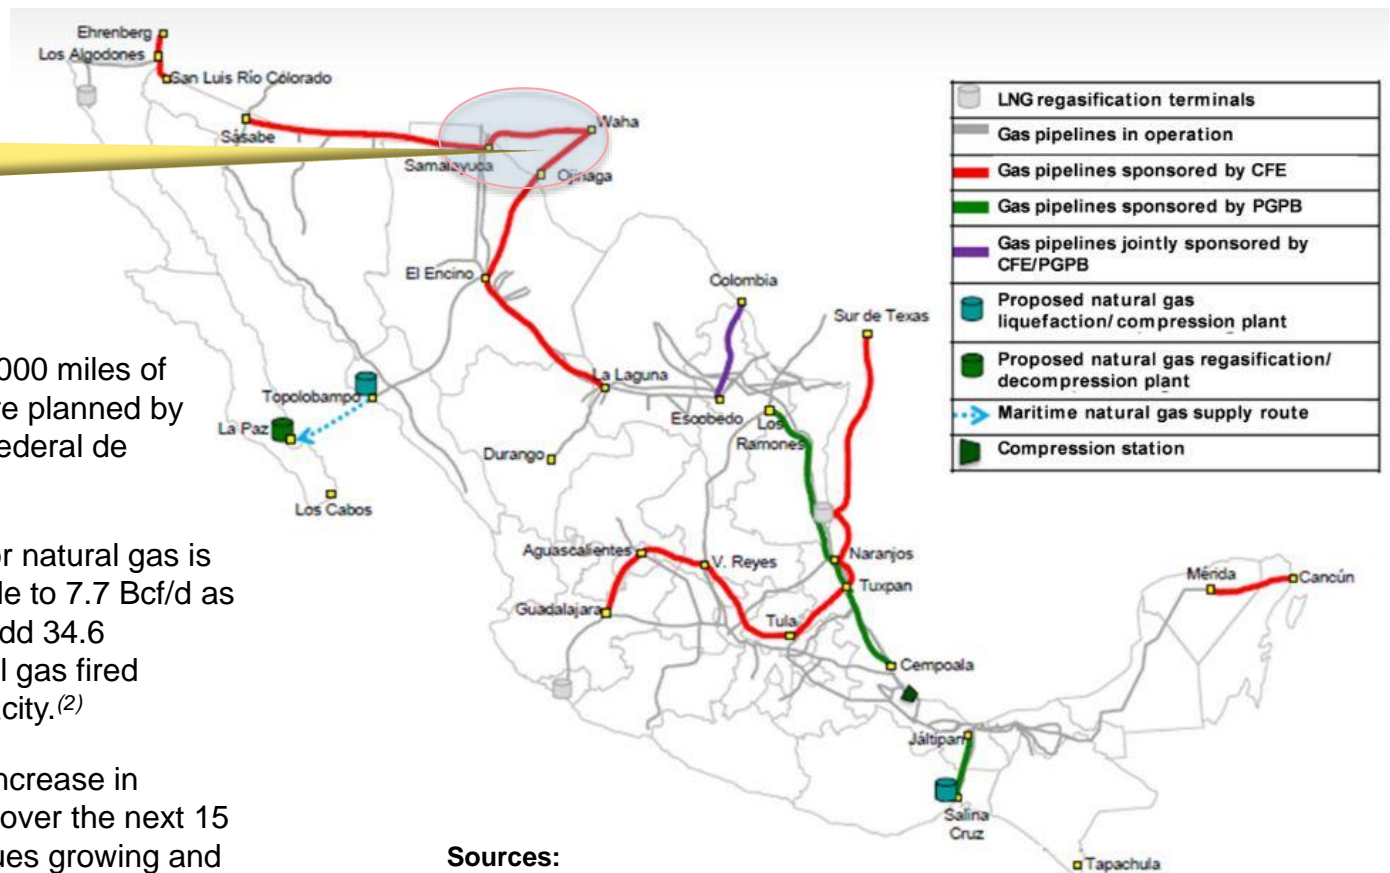 Ehrenberg
Los Algodones
San Luis Río Colorado
Sásabe
Samalayuca
Waha
Ojinaga
El Encino
Colombia
Sur de Texas
La Laguna
Topolobampo
Escobedo
Los
Ramones
La Paz
Durango
Los Cabos
Aguascalientes
V. Reyes
Naranjos
Tuxpan
Guadalajara
Tula
Mérida
Cancún
Cempoala
Jáltipan
Salina
Cruz
Tapachula
LNG regasification terminals
Gas pipelines in operation
Gas pipelines sponsored by CFE
Gas pipelines sponsored by PGPB
Gas pipelines jointly sponsored by
CFE/PGPB
Proposed natural gas
liquefaction/ compression plant
Proposed natural gas regasification/
decompression plant
Maritime natural gas supply route
Compression station
000 miles of
re planned by
ederal de
or natural gas is
le to 7.7 Bcf/d as
dd 34.6
l gas fired
city.(2)
ncrease in
over the next 15
ues growing and
Sources: